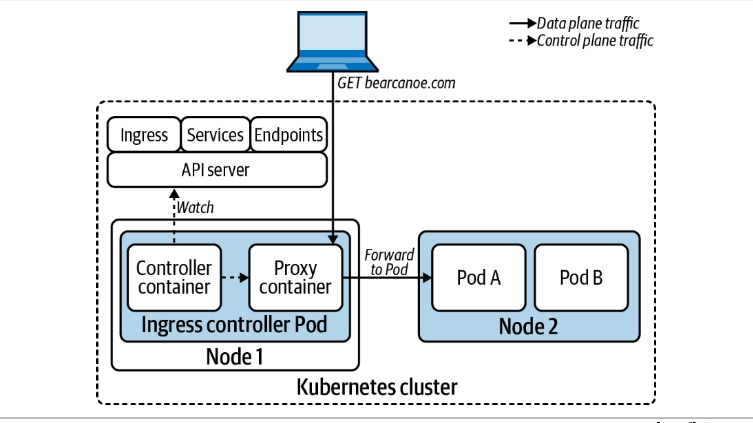 Data plane traffic
Control plane traffic
GET bearcanoe.com
Ingress
Services
Endpoints
API server
Watch
Controller
container
Proxy
container
Ingress controller Pod
Node 1
Forward
to Pod
Pod A
Pod B
Node 2
Kubernetes cluster